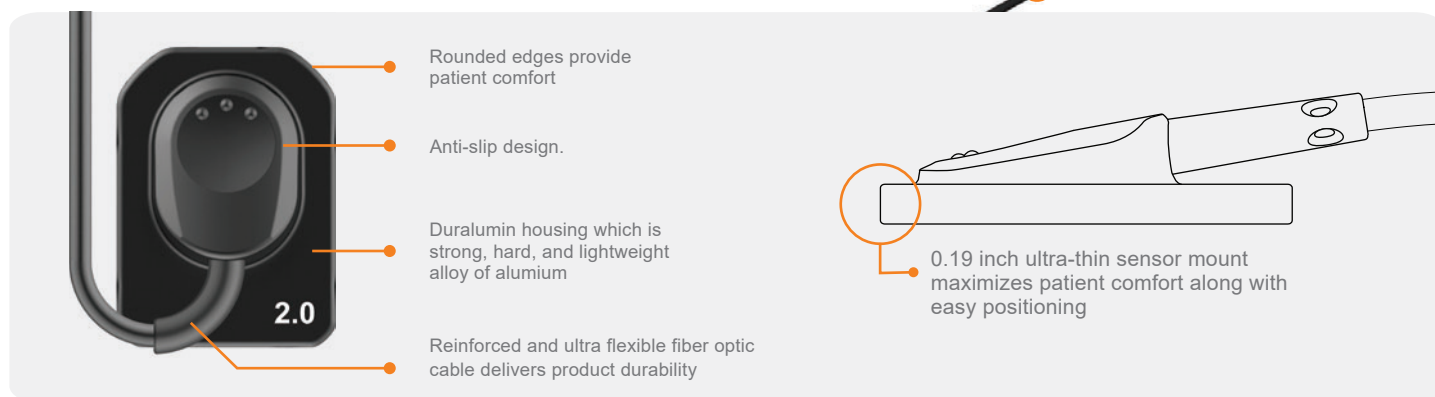 Rounded edges provide
patient comfort
Anti-slip design.
Duralumin housing which is
strong, hard, and lightweight
alloy of alumium
2.0
Reinforced and ultra flexible fiber optic
cable delivers product durability
0.19 inch ultra-thin sensor mount
maximizes patient comfort along with
easy positioning